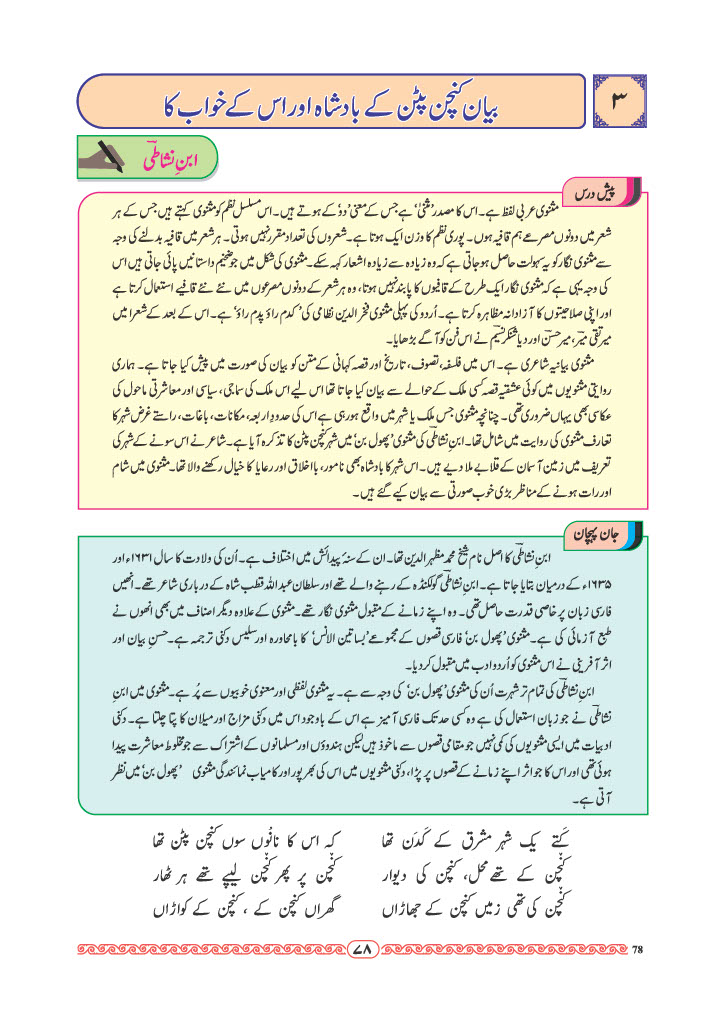 ۳
بیان کنچن پٹن کے بادشاہ اور اس کے خواب کا
ابنِ نشاطیؔ
پیش درس
مثنوی عربی لفظ ہے۔ اس کا مصدر ’مثنیٰ‘ ہے جس کے معنی ’دو‘ کے ہوتے ہیں۔ اس مسلسل نظم کو مثنوی کہتے ہیں جس کے ہر
شعر میں دونوں مصرعے ہم قافیہ ہوں۔ پوری نظم کا وزن ایک ہوتا ہے۔ شعروں کی تعداد مقرر نہیں ہوتی۔ ہر شعر میں قافیہ بدلنے کی وجہ
سے مثنوی نگار کو یہ سہولت حاصل ہو جاتی ہے کہ وہ زیادہ سے زیادہ اشعار کہہ سکے۔ مثنوی کی شکل میں جو ضخیم داستانیں پائی جاتی ہیں اس
کی وجہ یہی ہے کہ مثنوی نگار ایک طرح کے قافیوں کا پابند نہیں ہوتا، وہ ہر شعر کے دونوں مصرعوں میں نئے نئے قافیے استعمال کرتا ہے
اور اپنی صلاحیتوں کا آزادانہ مظاہرہ کرتا ہے۔ اُردو کی پہلی مثنوی فخرالدین نظامی کی ’کدم راؤ پدم راؤ‘ ہے۔ اس کے بعد کے شعرا میں
میر تقی میرؔ، میر حسنؔ اور دیا شنکر نسیمؔ نے اس فن کو آگے بڑھایا۔
مثنوی بیانیہ شاعری ہے۔ اس میں فلسفہ، تصوف، تاریخ اور قصہ کہانی کے متن کو بیان کی صورت میں پیش کیا جاتا ہے۔ ہماری
روایتی مثنویوں میں کوئی عشقیہ قصہ کسی ملک کے حوالے سے بیان کیا جاتا تھا اس لیے اس ملک کی سماجی، سیاسی اور معاشرتی ماحول کی
عکاسی بھی یہاں ضروری تھی۔ چنانچہ مثنوی جس ملک یا شہر میں واقع ہو رہی ہے اس کی حدودِ اربعہ، مکانات، باغات، راستے غرض شہر کا
تعارف مثنوی کی روایت میں شامل تھا۔ ابنِ نشاطیؔ کی مثنوی ’پھول بن‘ میں شہر کنچن پٹن کا تذکرہ آیا ہے۔ شاعر نے اس سونے کے شہر کی
تعریف میں زمین آسمان کے قلابے ملا دیے ہیں۔ اس شہر کا بادشاہ بھی نامور، بااخلاق اور رعایا کا خیال رکھنے والا تھا۔ مثنوی میں شام
اور رات ہونے کے مناظر بڑی خوب صورتی سے بیان کیے گئے ہیں۔
جان پہچان
ابنِ نشاطیؔ کا اصل نام شیخ محمد مظہرالدین تھا۔ ان کے سنہ پیدائش میں اختلاف ہے۔ اُن کی ولادت کا سال ۱۶۳۱ء اور
۱۶۳۵ء کے درمیان بتایا جاتا ہے۔ ابنِ نشاطیؔ گولکنڈہ کے رہنے والے تھے اور سلطان عبداللہ قطب شاہ کے درباری شاعر تھے۔ انھیں
فارسی زبان پر خاصی قدرت حاصل تھی۔ وہ اپنے زمانے کے مقبول مثنوی نگار تھے۔ مثنوی کے علاوہ دیگر اصناف میں بھی انھوں نے
طبع آزمائی کی ہے۔ مثنوی ’پھول بن‘ فارسی قصوں کے مجموعے ’بساتین الانس‘ کا بامحاورہ اور سلیس دکنی ترجمہ ہے۔ حسنِ بیان اور
اثر آفرینی نے اس مثنوی کو اُردو ادب میں مقبول کر دیا۔
ابنِ نشاطیؔ کی تمام تر شہرت اُن کی مثنوی ’پھول بن‘ کی وجہ سے ہے۔ یہ مثنوی لفظی اور معنوی خوبیوں سے پُر ہے۔ مثنوی میں ابنِ
نشاطیؔ نے جو زبان استعمال کی ہے وہ کسی حد تک فارسی آمیز ہے اس کے باوجود اس میں دکنی مزاج اور میلان کا پتا چلتا ہے۔ دکنی
ادبیات میں ایسی مثنویوں کی کمی نہیں جو مقامی قصوں سے ماخوذ ہیں لیکن ہندوؤں اور مسلمانوں کے اشتراک سے جو مخلوط معاشرت پیدا
ہوئی تھی اور اس کا جو اثر اپنے زمانے کے قصوں پر پڑا، دکنی مثنویوں میں اس کی بھرپور اور کامیاب نمائندگی مثنوی ’پھول بن‘ میں نظر
آتی ہے۔
کَتے یک شہر مشرق کے کَدَن تھا کہ اس کا نانُوں سوں کنچن پٹن تھا
کنچن کے تھے محل، کنچن کی دیوار کنچن پر پھر کنچن لیپے تھے ہر ٹھار
کنچن کی تھی زمیں کنچن کے جھاڑاں گھراں کنچن کے ، کنچن کے کواڑاں
۷۸
78